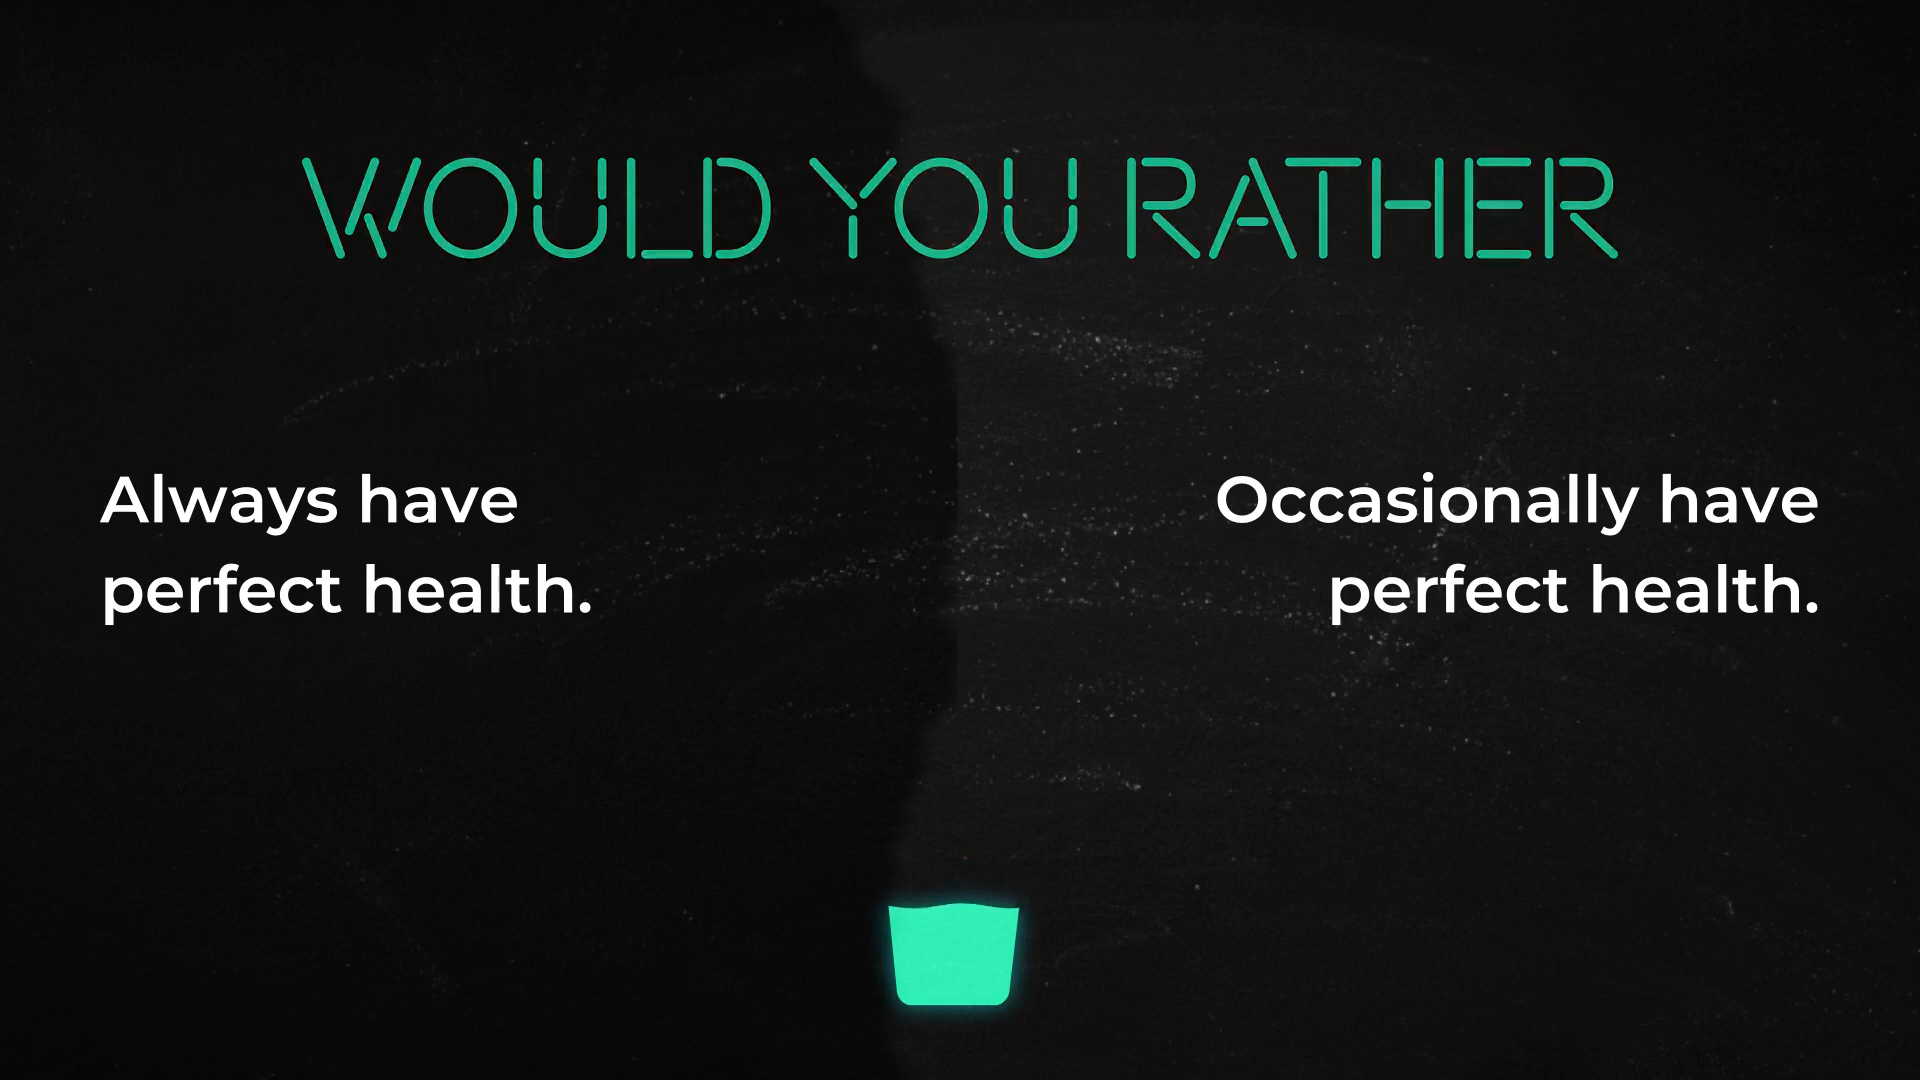 WOULD YOU RATHER
Always have
perfect health.
Occasionally have
perfect health.